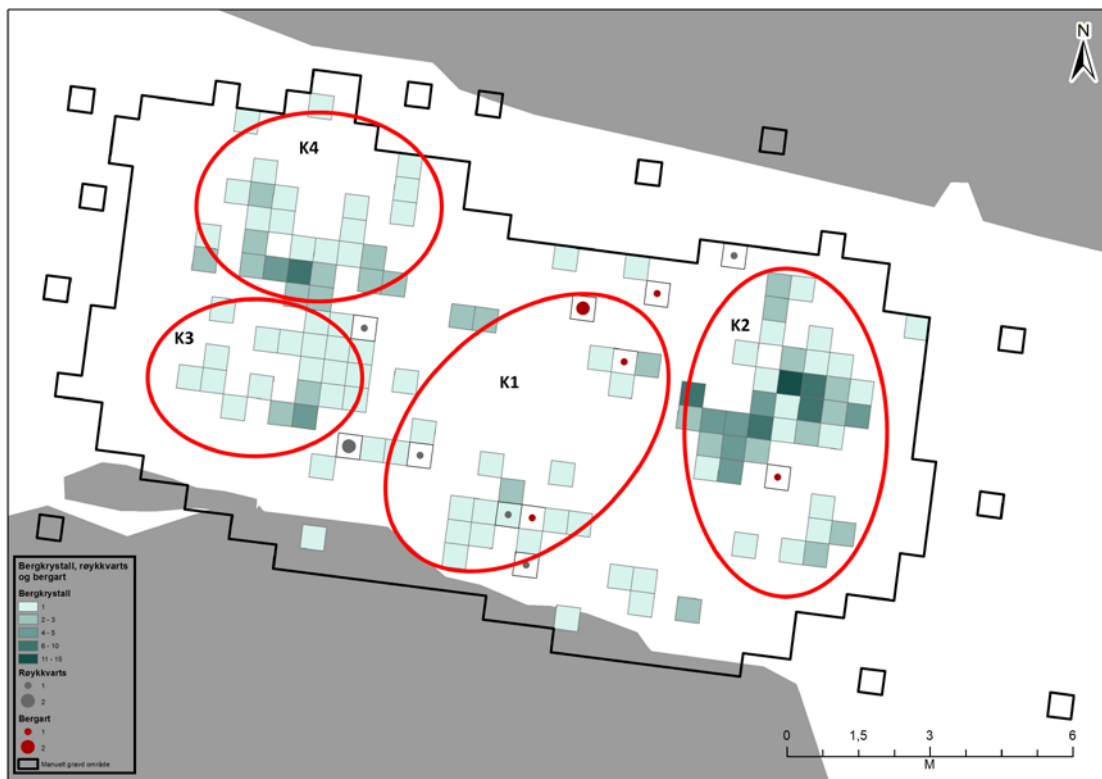 N
K4
K3
K2
K1
Bergkrystall, røykkvarts
og bergart
Bergkrystall
1
2 - 3
4 - 5
6 - 10
11 - 15
Røykkvarts
1
2
Bergart
1
2
Manuelt gravd område
0 1,5 3 6
M